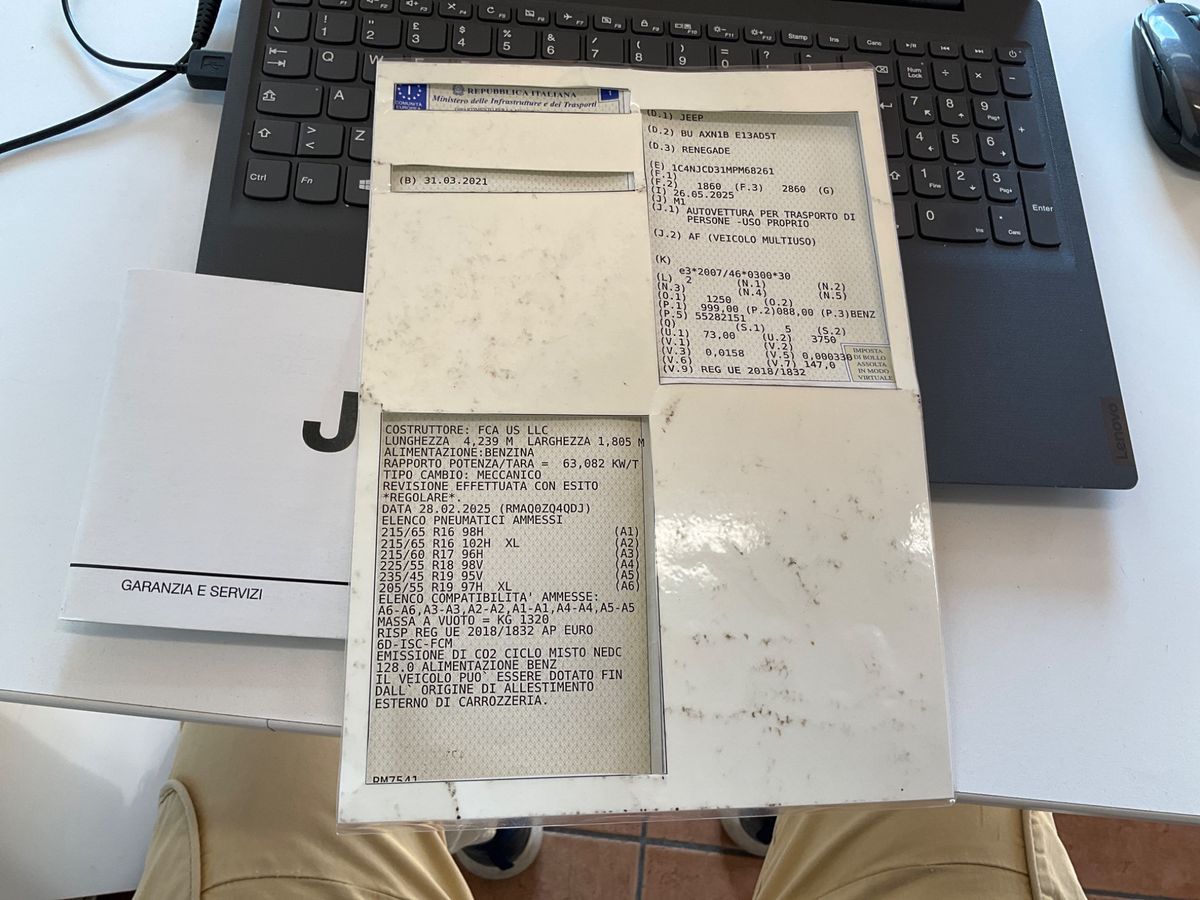 REPUBBLICA ITALIANA
Ministero delle Infrastrutture e dei Trasporti
COMUNITÀ
EUROPEA
(B) 31.03.2021
(D.1) JEEP
(D.2) BU AXN1B E13AD5T
(D.3) RENEGADE
(E) 1C4NJCD31MPM68261
(F.1)
(F.2) 1860 (F.3) 2860 (G)
(I) 26.05.2025
(J) M1
(J.1) AUTOVETTURA PER TRASPORTO DI
PERSONE -USO PROPRIO
(J.2) AF (VEICOLO MULTIUSO)
(K)
e3*2007/46*0300*30
(L) 2 (N.1) (N.2)
(N.3) (N.4) (N.5)
(O.1) 1250 (O.2)
(P.1) 999,00 (P.2)088,00 (P.3)BENZ
(P.5) 55282151
(Q) (S.1) 5 (S.2)
(U.1) 73,00 (U.2) 3750
(V.1) (V.2)
(V.3) 0,0158 (V.5) 0,000330
(V.6) (V.7) 147,0
(V.9) REG UE 2018/1832
IMPOSTA
DI BOLLO
ASSOLTA
IN MODO
VIRTUALE
COSTRUTTORE: FCA US LLC
LUNGHEZZA 4,239 M LARGHEZZA 1,805 M
ALIMENTAZIONE:BENZINA
RAPPORTO POTENZA/TARA = 63,082 KW/T
TIPO CAMBIO: MECCANICO
REVISIONE EFFETTUATA CON ESITO
*REGOLARE*.
DATA 28.02.2025 (RMAQ0ZQ4QDJ)
ELENCO PNEUMATICI AMMESSI
215/65 R16 98H (A1)
215/65 R16 102H XL (A2)
215/60 R17 96H (A3)
225/55 R18 98V (A4)
235/45 R19 95V (A5)
205/55 R19 97H XL (A6)
ELENCO COMPATIBILITA' AMMESSE:
A6-A6,A3-A3,A2-A2,A1-A1,A4-A4,A5-A5
MASSA A VUOTO = KG 1320
RISP REG UE 2018/1832 AP EURO
6D-ISC-FCM
EMISSIONE DI CO2 CICLO MISTO NEDC
128.0 ALIMENTAZIONE BENZ
IL VEICOLO PUO` ESSERE DOTATO FIN
DALL` ORIGINE DI ALLESTIMENTO
ESTERNO DI CARROZZERIA.
RM7541
J
GARANZIA E SERVIZI
Lenovo